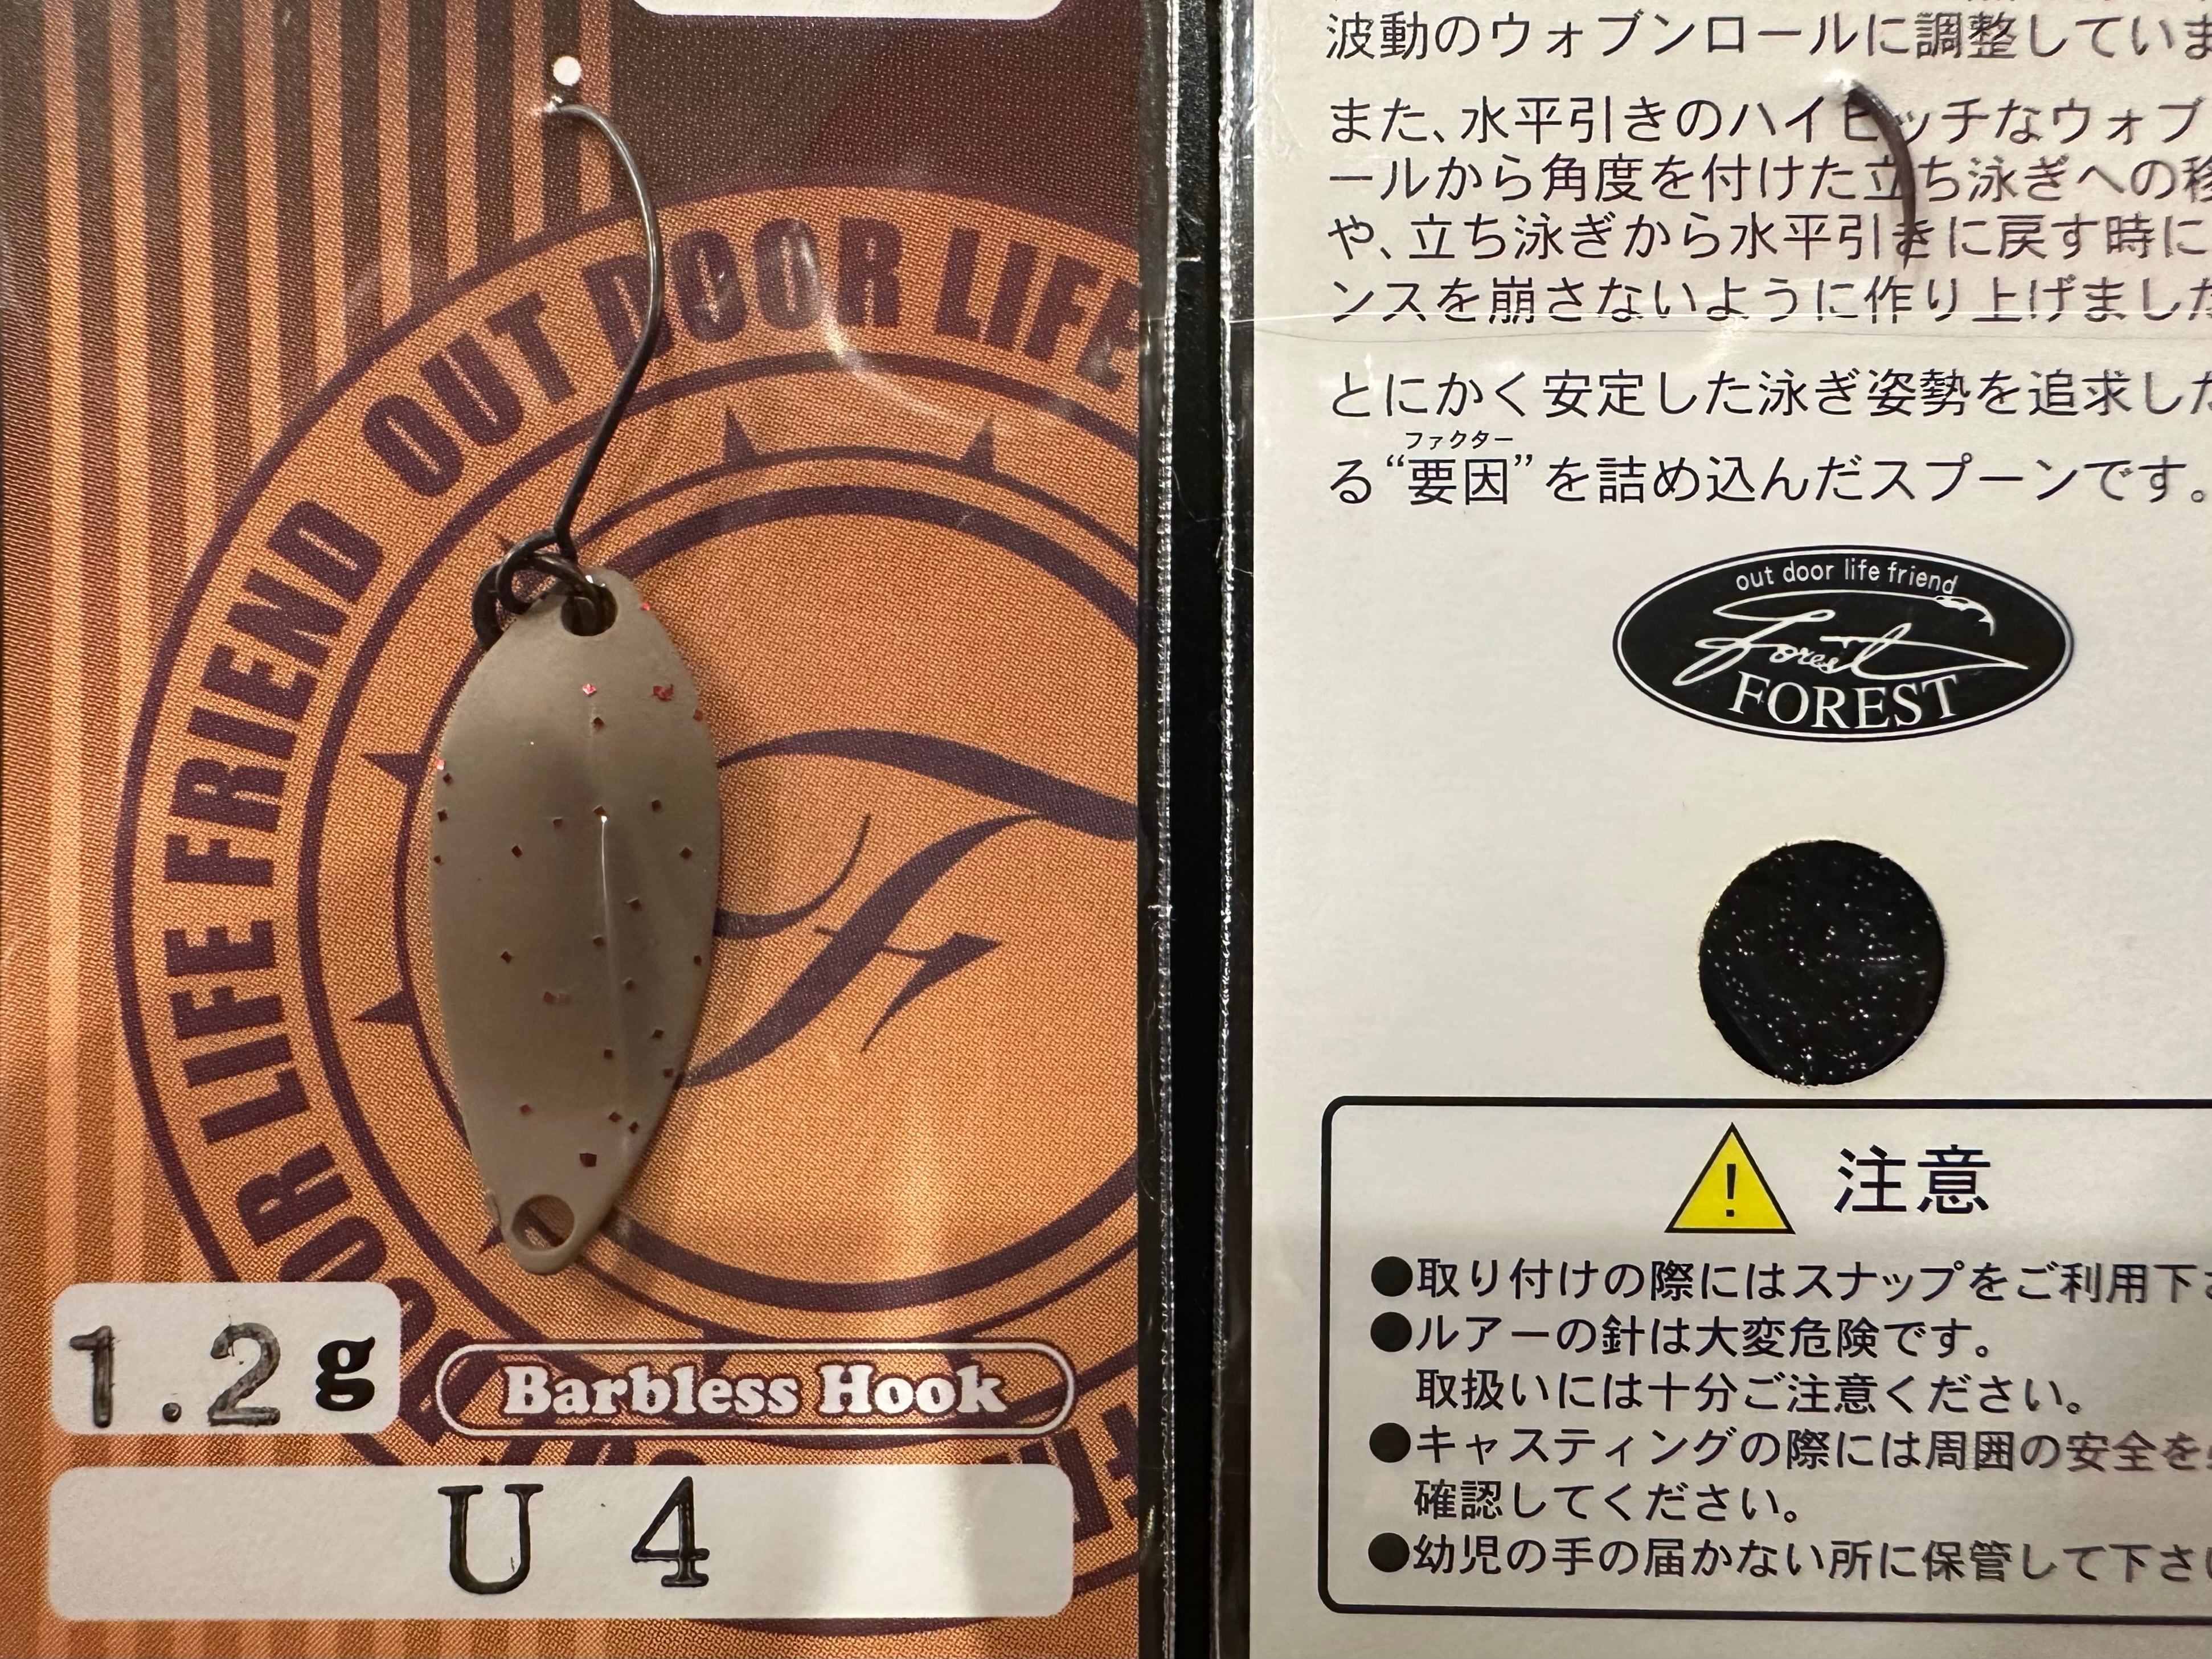 OUT DOOR LIFE FRIEND OUT DOOR LIFE
F
1.2g
Barbless Hook
U 4
波動のウォブンロールに調整していま
また、水平引きのハイピッチなウォブ
ールから角度を付けた立ち泳ぎへの移
や、立ち泳ぎから水平引きに戻す時に
ンスを崩さないように作り上げました
とにかく安定した泳ぎ姿勢を追求した
ファクター
る“要因”を詰め込んだスプーンです。
out door life friend
Forest
FOREST
!
注意
●取り付けの際にはスナップをご利用下さ
●ルアーの針は大変危険です。
取扱いには十分ご注意ください。
●キャスティングの際には周囲の安全を
確認してください。
●幼児の手の届かない所に保管して下さい